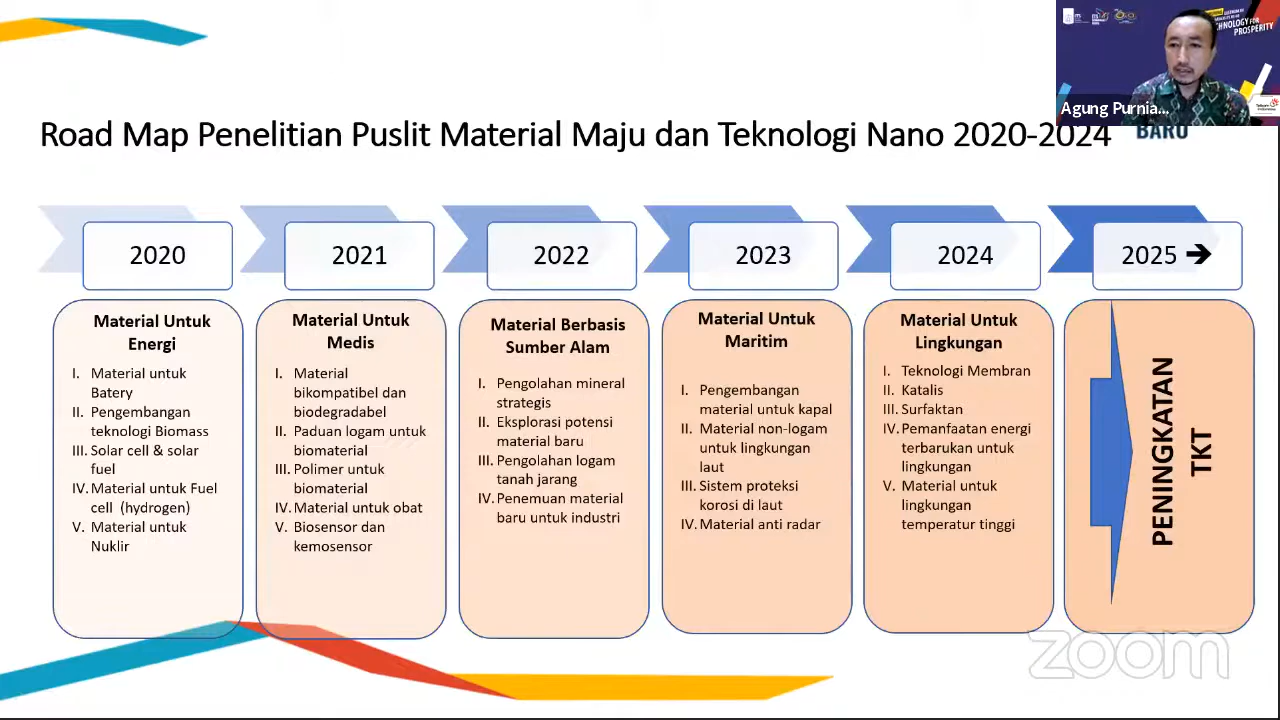 TECHNOLOGY FOR
PROSPERITY
Agung Purnia...
BARU
Road Map Penelitian Puslit Material Maju dan Teknologi Nano 2020-2024
2020
2021
2022
2023
2024
2025 ➔
Material Untuk
Energi
I. Material untuk
Batery
II. Pengembangan
teknologi Biomass
III. Solar cell & solar
fuel
IV. Material untuk Fuel
cell (hydrogen)
V. Material untuk
Nuklir
Material Untuk
Medis
I. Material
bikompatibel dan
biodegradabel
II. Paduan logam untuk
biomaterial
III. Polimer untuk
biomaterial
IV. Material untuk obat
V. Biosensor dan
kemosensor
Material Berbasis
Sumber Alam
I. Pengolahan mineral
strategis
II. Eksplorasi potensi
material baru
III. Pengolahan logam
tanah jarang
IV. Penemuan material
baru untuk industri
Material Untuk
Maritim
I. Pengembangan
material untuk kapal
II. Material non-logam
untuk lingkungan
laut
III. Sistem proteksi
korosi di laut
IV. Material anti radar
Material Untuk
Lingkungan
I. Teknologi Membran
II. Katalis
III. Surfaktan
IV. Pemanfaatan energi
terbarukan untuk
lingkungan
V. Material untuk
lingkungan
temperatur tinggi
PENINGKATAN
TKT
zoom